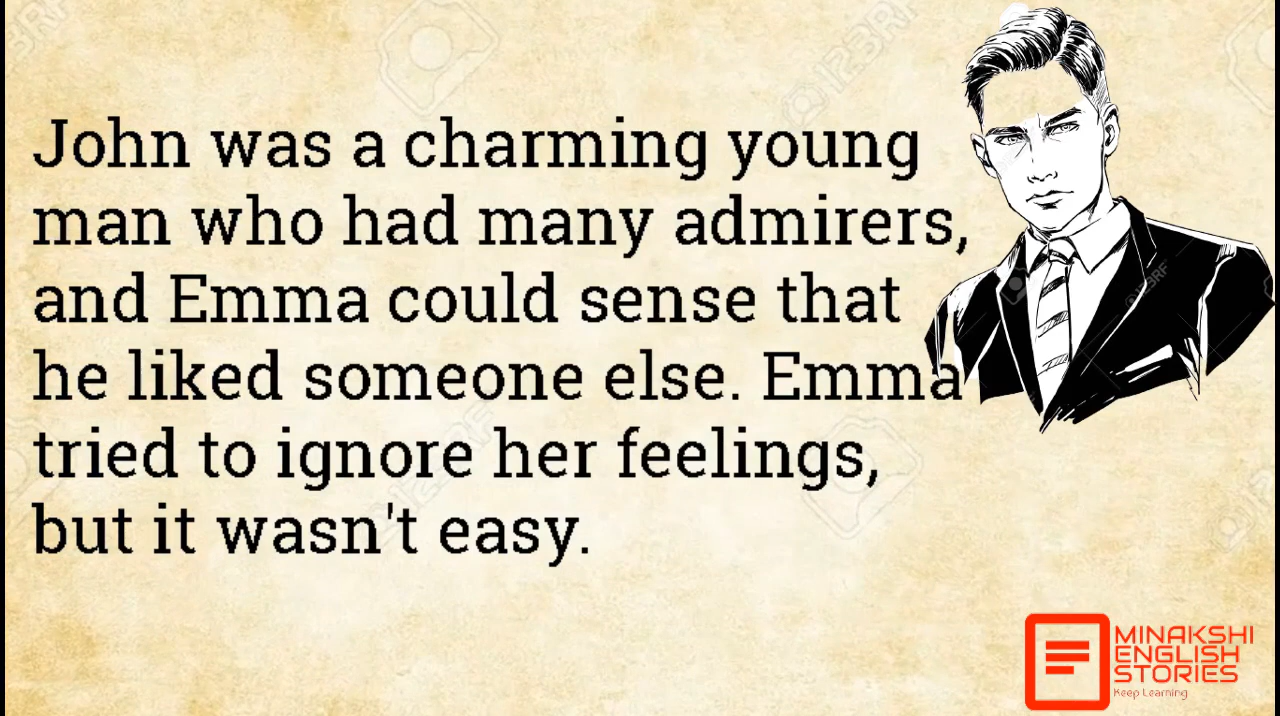 John was a charming young
man who had many admirers,
and Emma could sense that
he liked someone else. Emma
tried to ignore her feelings,
but it wasn't easy.
MINAKSHI
ENGLISH
STORIES
Keep Learning
123RF